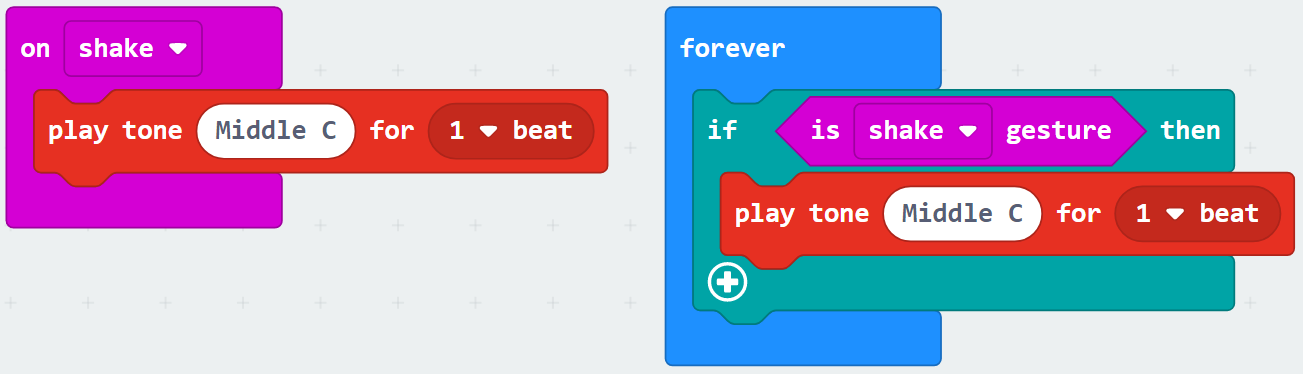 on shake
play tone Middle C for 1 beat
forever
if is shake gesture then
play tone Middle C for 1 beat